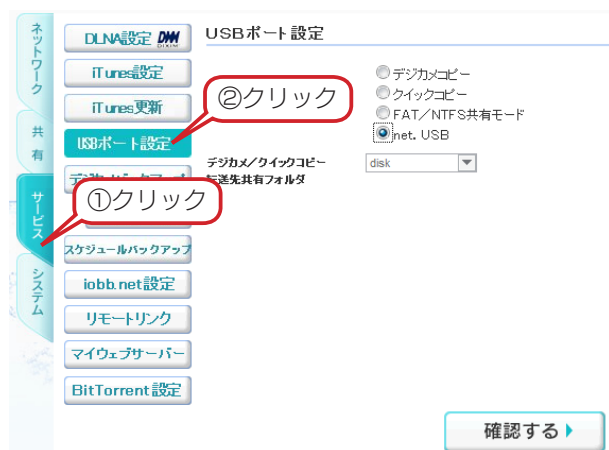 ネットワーク
共有
サービス
システム
DLNA設定 DiXiM
iTunes設定
iTunes更新
USBポート設定
スケジュールバックアップ
iobb.net設定
リモートリンク
マイウェブサーバー
BitTorrent設定
①クリック
②クリック
USBポート設定
デジカメコピー
クイックコピー
FAT/NTFS共有モード
net. USB
デジカメ/クイックコピー
転送先共有フォルダ
disk
確認する